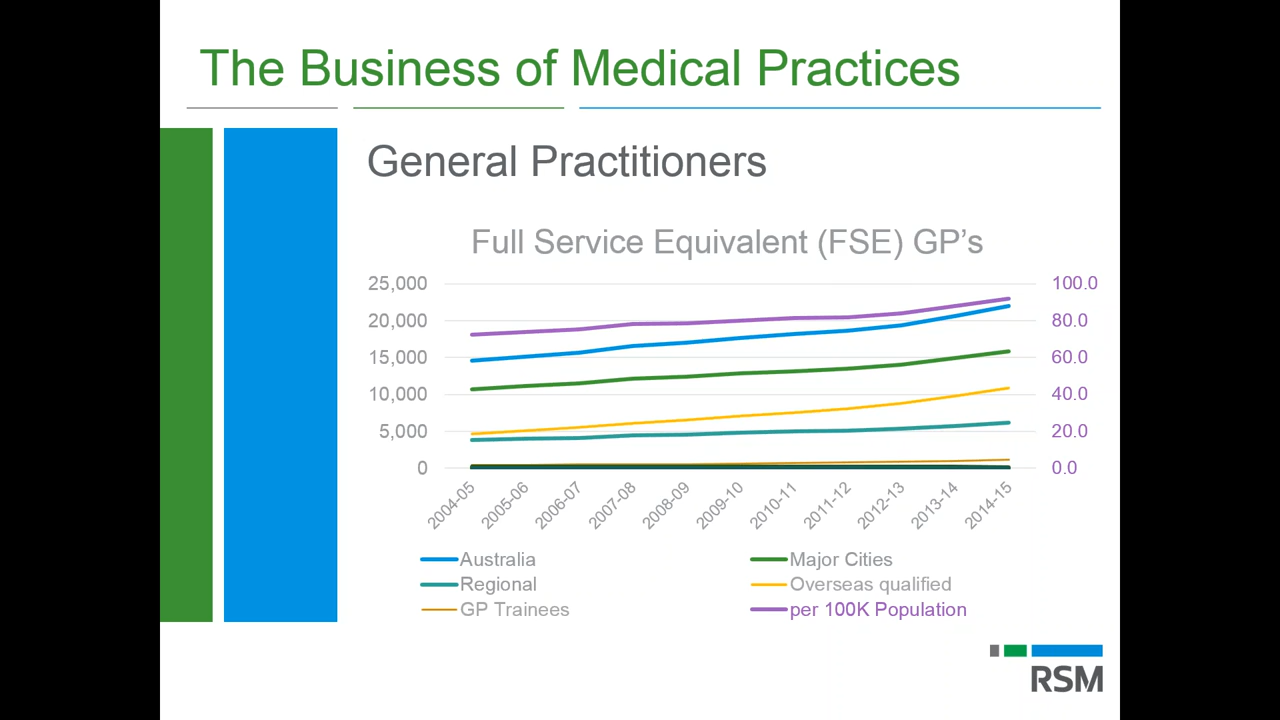 The Business of Medical Practices
General Practitioners
Full Service Equivalent (FSE) GP’s
25,000
20,000
15,000
10,000
5,000
0
100.0
80.0
60.0
40.0
20.0
0.0
2004-05
2005-06
2006-07
2007-08
2008-09
2009-10
2010-11
2011-12
2012-13
2013-14
2014-15
Australia
Major Cities
Regional
Overseas qualified
GP Trainees
per 100K Population
RSM